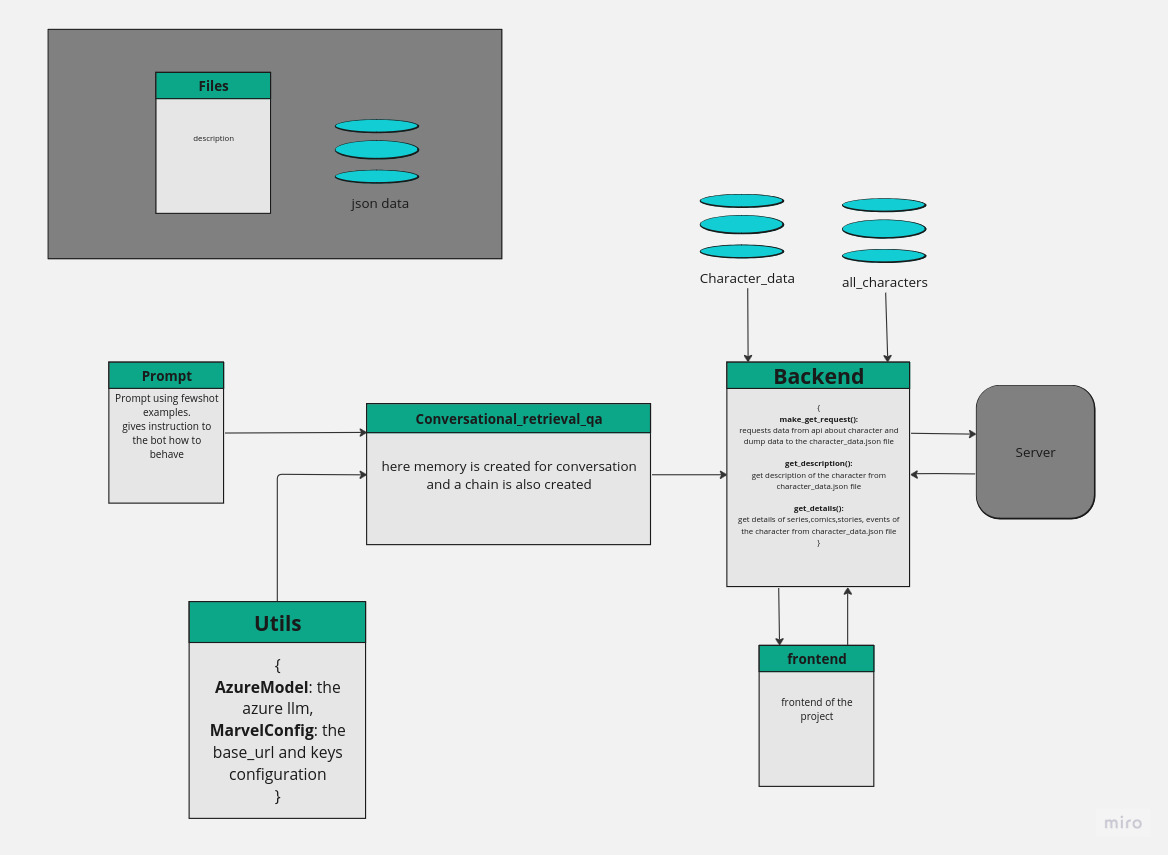 Files
description
json data
Character_data
all_characters
Prompt
Prompt using fewshot
examples.
gives instruction to
the bot how to
behave
Conversational_retrieval_qa
here memory is created for conversation
and a chain is also created
Backend
{
make_get_request():
requests data from api about character and
dump data to the character_data.json file
get_description():
get description of the character from
character_data.json file
get_details():
get details of series,comics,stories, events of
the character from character_data.json file
}
Server
Utils
{
AzureModel: the
azure llm,
MarvelConfig: the
base_url and keys
configuration
}
frontend
frontend of the
project
miro